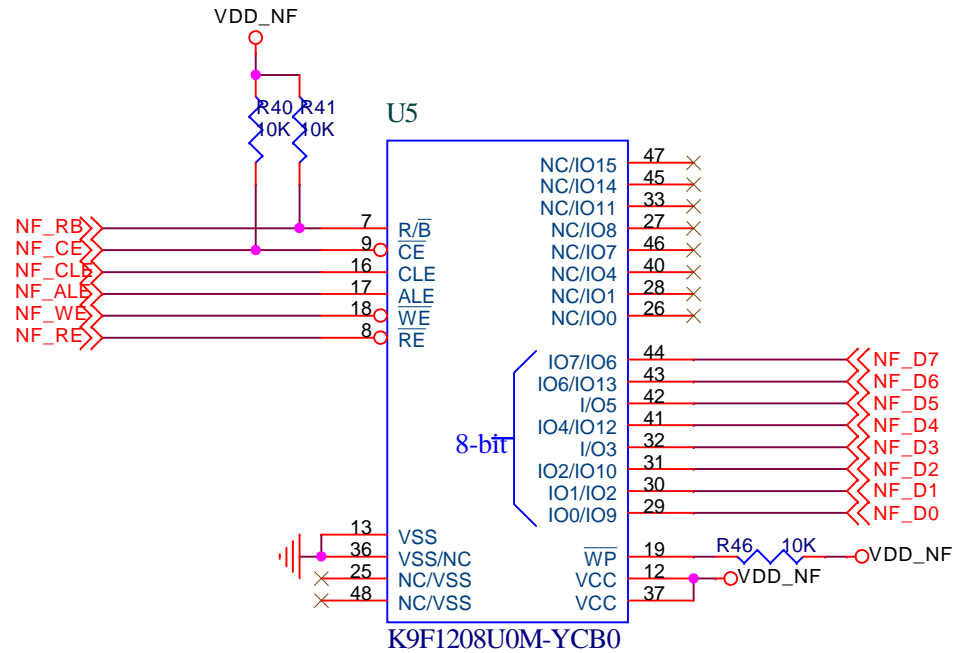 VDD_NF
R40 R41
10K 10K
U5
NF_RB 7 R/B
NF_CE 9 CE
NF_CLE 16 CLE
NF_ALE 17 ALE
NF_WE 18 WE
NF_RE 8 RE
NC/IO15 47
NC/IO14 45
NC/IO11 33
NC/IO8 27
NC/IO7 46
NC/IO4 40
NC/IO1 28
NC/IO0 26
8-bit
IO7/IO6 44 NF_D7
IO6/IO13 43 NF_D6
I/O5 42 NF_D5
IO4/IO12 41 NF_D4
I/O3 32 NF_D3
IO2/IO10 31 NF_D2
IO1/IO2 30 NF_D1
IO0/IO9 29 NF_D0
13 VSS
36 VSS/NC
25 NC/VSS
48 NC/VSS
WP 19 R46 10K VDD_NF
VCC 12 VDD_NF
VCC 37
K9F1208U0M-YCB0